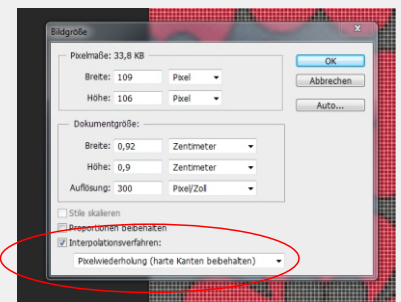 Bildgröße
x
Pixelmaße: 33,8 KB
OK
Breite: 109 Pixel
Abbrechen
Höhe: 106 Pixel
Auto...
Dokumentgröße:
Breite: 0,92 Zentimeter
Höhe: 0,9 Zentimeter
Auflösung: 300 Pixel/Zoll
Stile skalieren
Proportionen beibehalten
Interpolationsverfahren:
Pixelwiederholung (harte Kanten beibehalten)